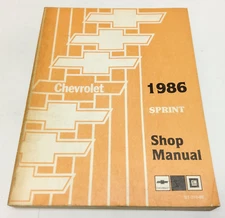 Chevrolet
1986
SPRINT
Shop
Manual